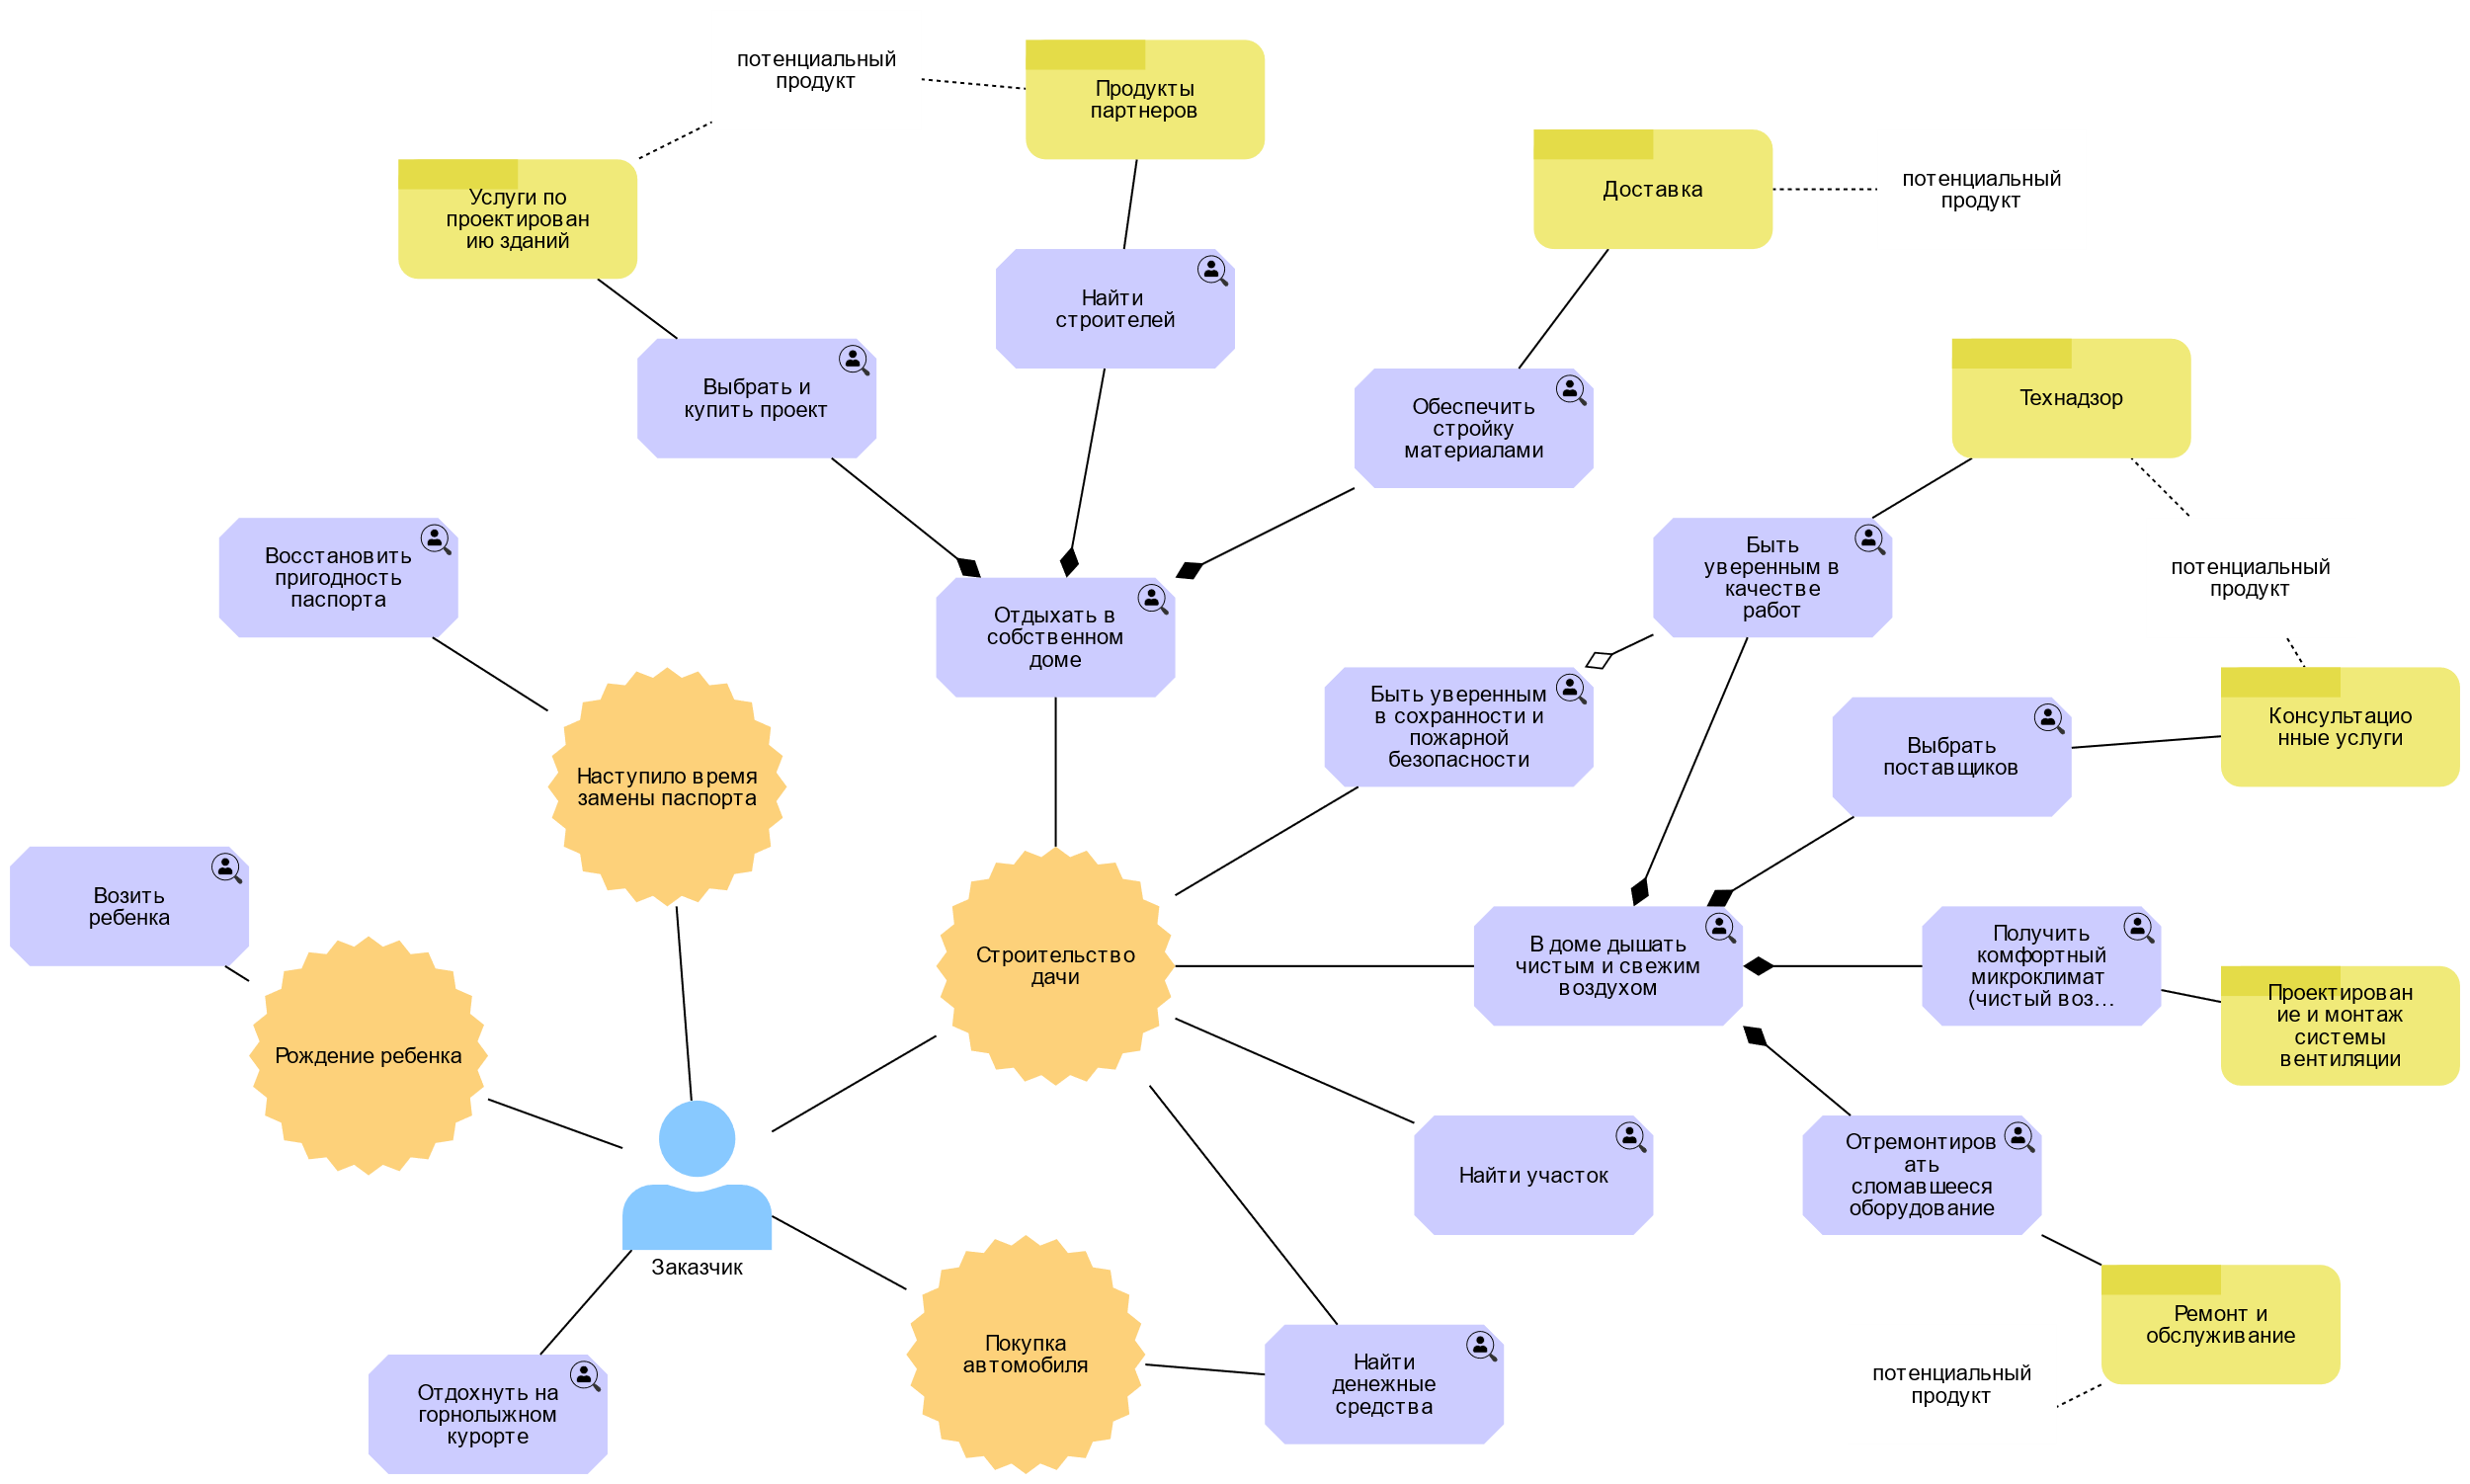 потенциальный
продукт
Продукты
партнеров
Услуги по
проектирован
ию зданий
Доставка
потенциальный
продукт
Найти
строителей
Выбрать и
купить проект
Обеспечить
стройку
материалами
Технадзор
Восстановить
пригодность
паспорта
Отдыхать в
собственном
доме
Быть
уверенным в
качестве
работ
потенциальный
продукт
Быть уверенным
в сохранности и
пожарной
безопасности
Выбрать
поставщиков
Консультацио
нные услуги
Наступило время
замены паспорта
Возить
ребенка
Строительство
дачи
В доме дышать
чистым и свежим
воздухом
Получить
комфортный
микроклимат
(чистый воз...
Проектирован
ие и монтаж
системы
вентиляции
Рождение ребенка
Найти участок
Отремонтиров
ать
сломавшееся
оборудование
Заказчик
Ремонт и
обслуживание
Покупка
автомобиля
Найти
денежные
средства
потенциальный
продукт
Отдохнуть на
горнолыжном
курорте